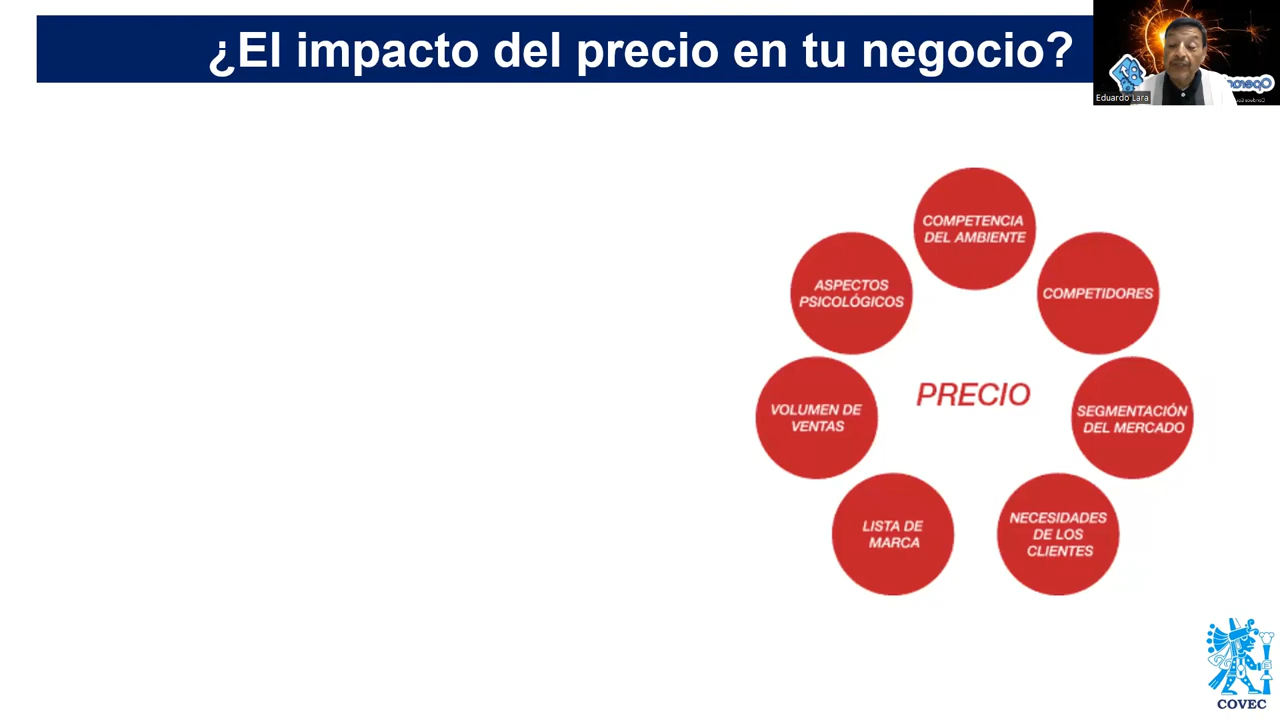 ¿El impacto del precio en tu negocio?
Eduardo Lara
COMPETENCIA
DEL AMBIENTE
ASPECTOS
PSICOLÓGICOS
COMPETIDORES
PRECIO
VOLUMEN DE
VENTAS
SEGMENTACIÓN
DEL MERCADO
LISTA DE
MARCA
NECESIDADES
DE LOS
CLIENTES
COVEC